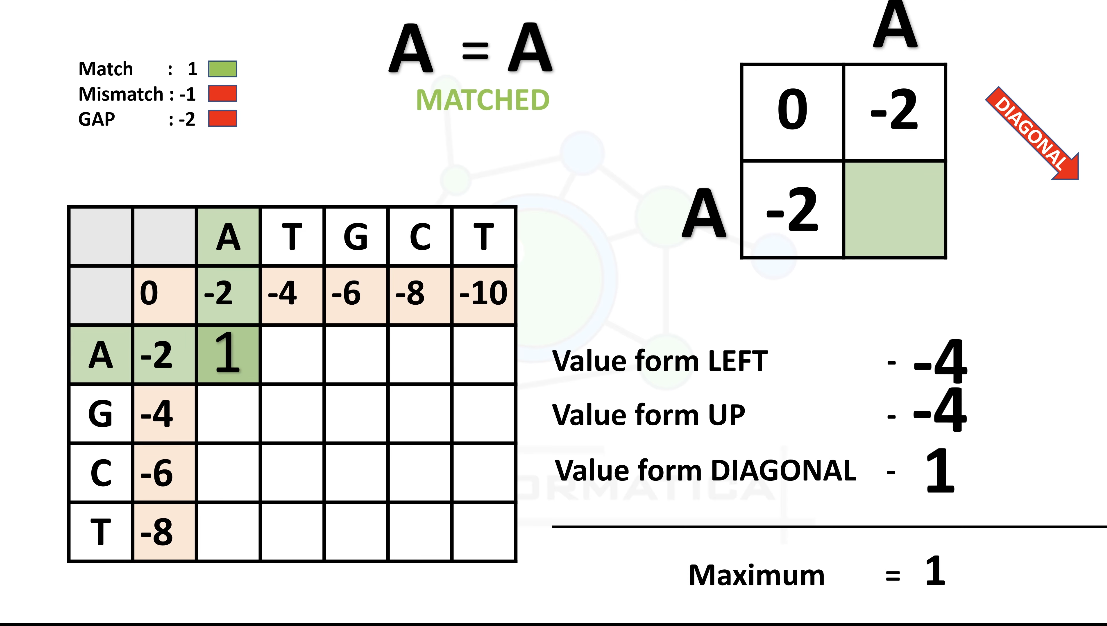 Match : 1
Mismatch : -1
GAP : -2
A = A
MATCHED
A
0 -2
A -2
DIAGONAL
A T G C T
0 -2 -4 -6 -8 -10
A -2 1
G -4
C -6
T -8
Value form LEFT - -4
Value form UP - -4
Value form DIAGONAL - 1
Maximum = 1